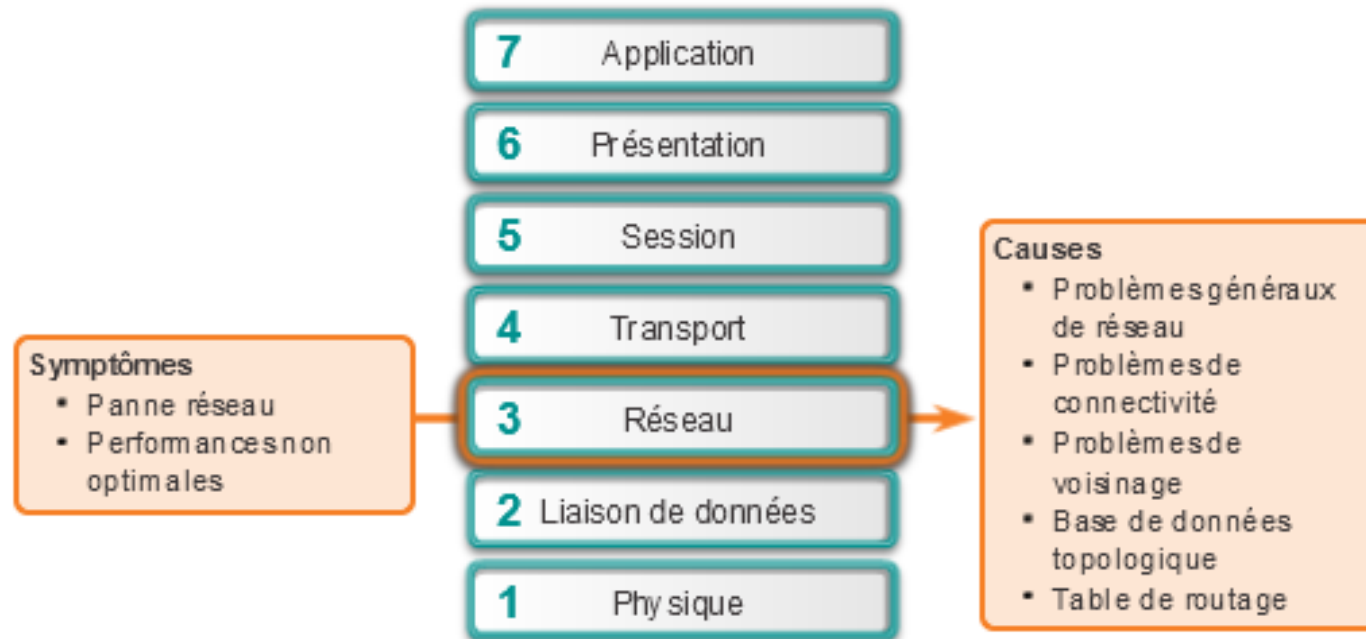 7 Application
6 Présentation
5 Session
4 Transport
3 Réseau
2 Liaison de données
1 Physique
Symptômes
▪ Panne réseau
▪ Performances non
optimales
Causes
▪ Problèmes généraux
de réseau
▪ Problèmes de
connectivité
▪ Problèmes de
voisinage
▪ Base de données
topologique
▪ Table de routage